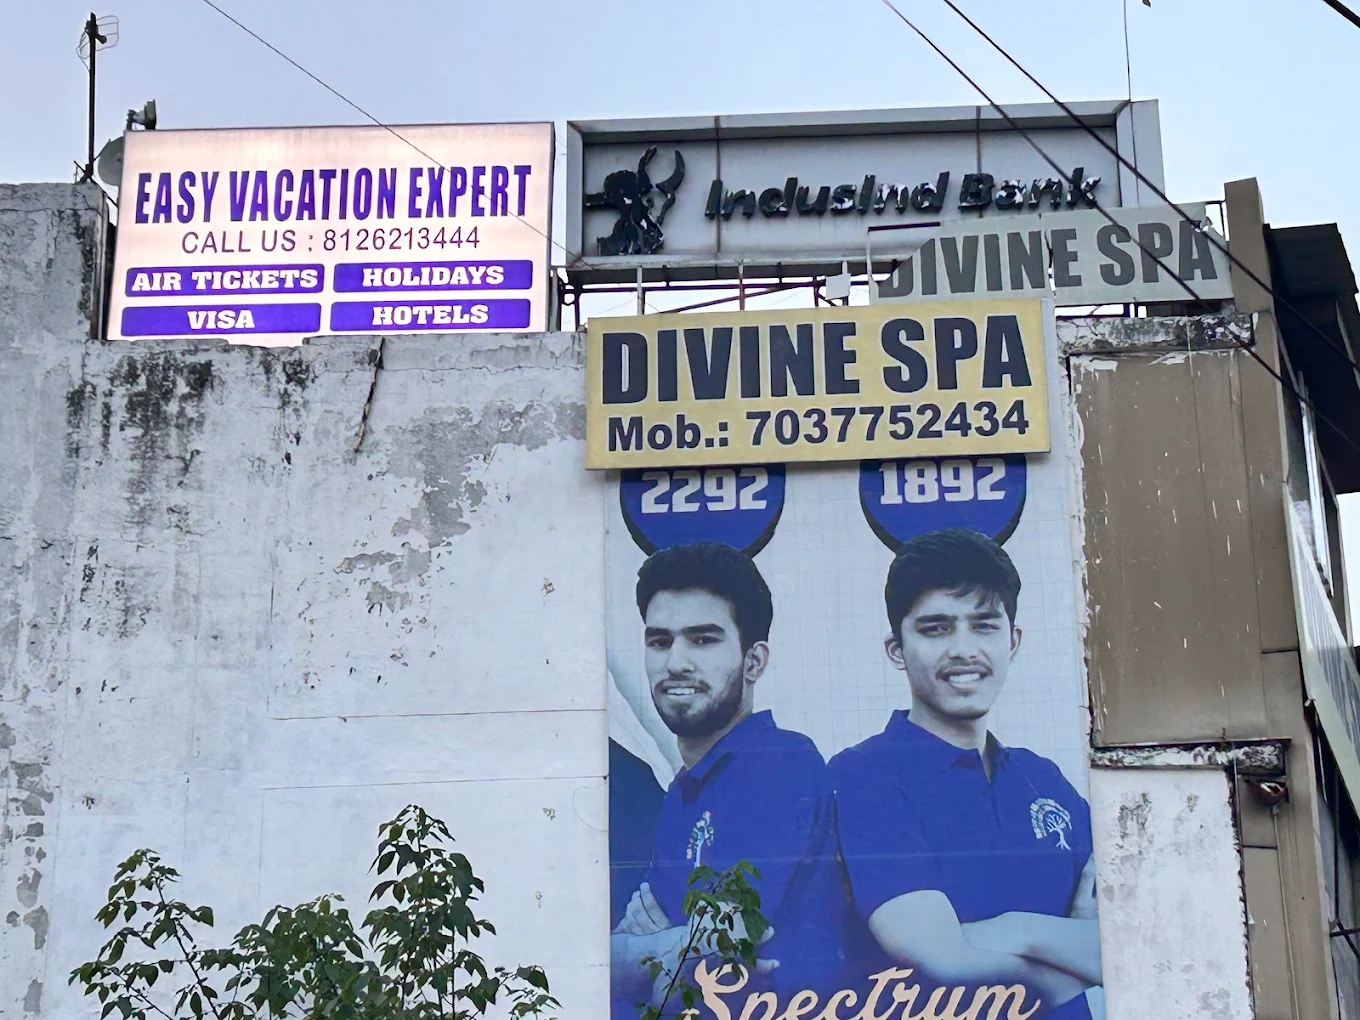 EASY VACATION EXPERT
CALL US : 8126213444
AIR TICKETS
HOLIDAYS
VISA
HOTELS
IndusInd Bank
DIVINE SPA
DIVINE SPA
Mob.: 7037752434
2292
1892
Spectrum